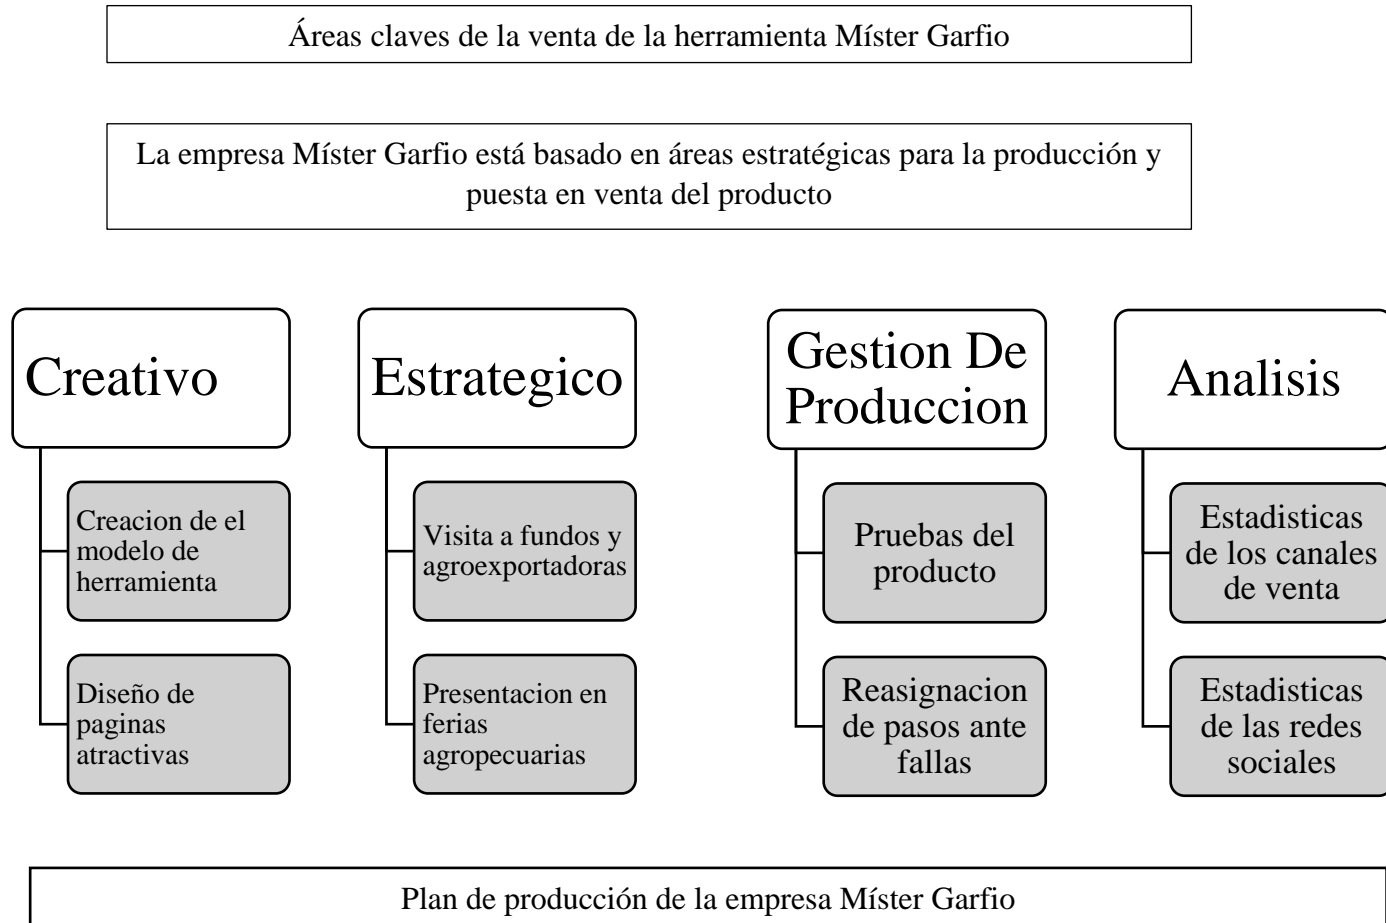 Áreas claves de la venta de la herramienta Míster Garfio
La empresa Míster Garfio está basado en áreas estratégicas para la producción y
puesta en venta del producto
Creativo
Creacion de el
modelo de
herramienta
Diseño de
paginas
atractivas
Estrategico
Visita a fundos y
agroexportadoras
Presentacion en
ferias
agropecuarias
Gestion De
Produccion
Pruebas del
producto
Reasignacion
de pasos ante
fallas
Analisis
Estadisticas
de los canales
de venta
Estadisticas
de las redes
sociales
Plan de producción de la empresa Míster Garfio